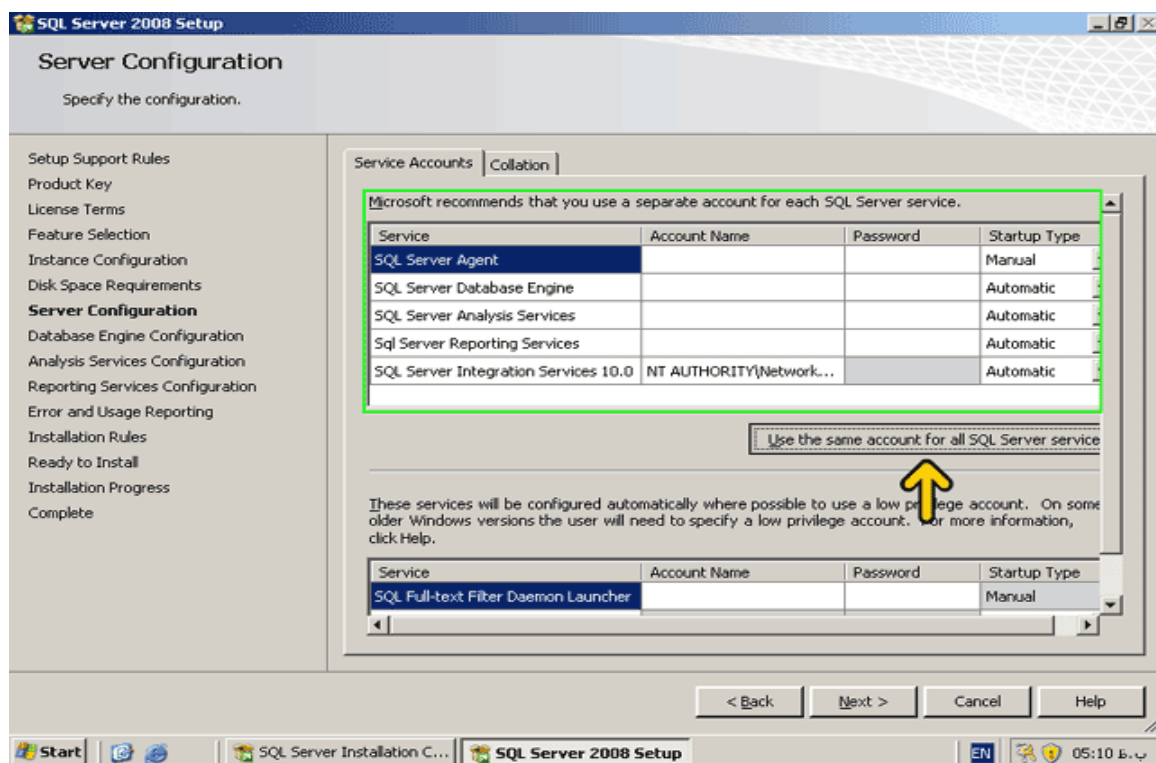 SQL Server 2008 Setup
Server Configuration
Specify the configuration.
Setup Support Rules
Product Key
License Terms
Feature Selection
Instance Configuration
Disk Space Requirements
Server Configuration
Database Engine Configuration
Analysis Services Configuration
Reporting Services Configuration
Error and Usage Reporting
Installation Rules
Ready to Install
Installation Progress
Complete
Service Accounts Collation
Microsoft recommends that you use a separate account for each SQL Server service.
Service Account Name Password Startup Type
SQL Server Agent Manual
SQL Server Database Engine Automatic
SQL Server Analysis Services Automatic
Sql Server Reporting Services Automatic
SQL Server Integration Services 10.0 NT AUTHORITY\Network... Automatic
Use the same account for all SQL Server service
These services will be configured automatically where possible to use a low privilege account. On some
older Windows versions the user will need to specify a low privilege account. For more information,
click Help.
Service Account Name Password Startup Type
SQL Full-text Filter Daemon Launcher Manual
< Back Next > Cancel Help
Start SQL Server Installation C... SQL Server 2008 Setup EN 05:10 ب.ظ